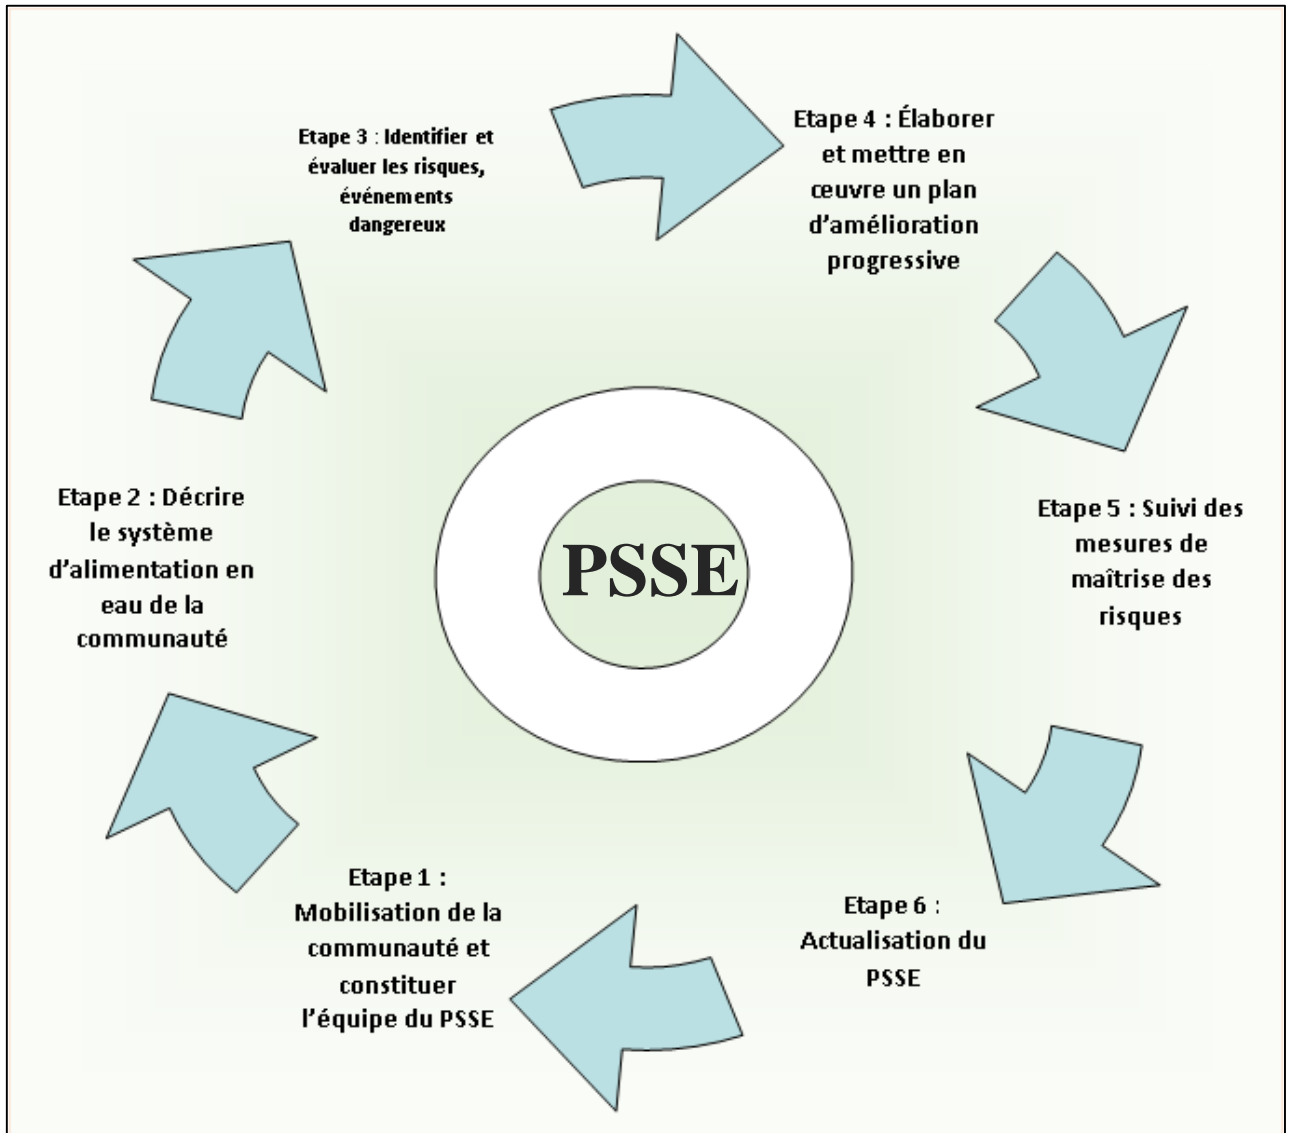 Etape 1 :
Mobilisation de la
communauté et
constituer
l'équipe du PSSE
Etape 2 : Décrire
le système
d'alimentation en
eau de la
communauté
Etape 3 : Identifier et
évaluer les risques,
événements
dangereux
Etape 4 : Élaborer
et mettre en
œuvre un plan
d'amélioration
progressive
Etape 5 : Suivi des
mesures de
maîtrise des
risques
Etape 6 :
Actualisation du
PSSE
PSSE